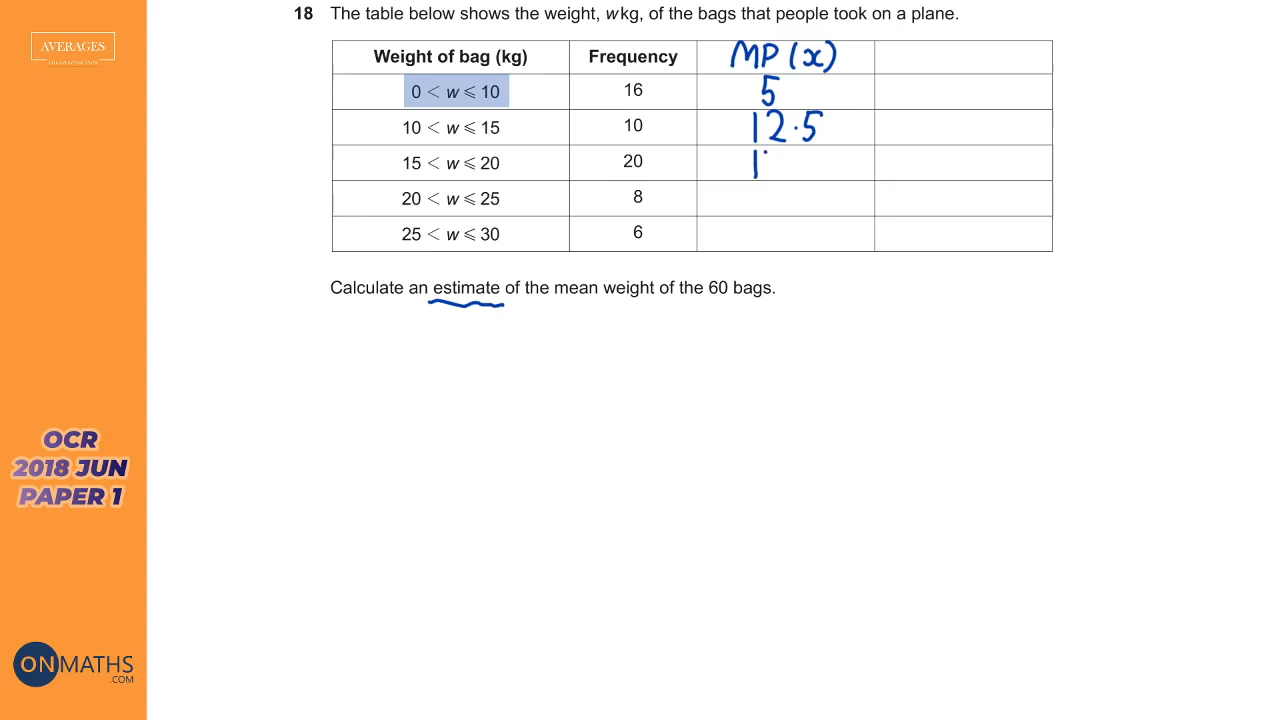 AVERAGES
18 The table below shows the weight, w kg, of the bags that people took on a plane.
Weight of bag (kg) Frequency MP (x)
0 < w ⩽ 10 16 5
10 < w ⩽ 15 10 12.5
15 < w ⩽ 20 20 1
20 < w ⩽ 25 8
25 < w ⩽ 30 6
Calculate an estimate of the mean weight of the 60 bags.
OCR
2018 JUN
PAPER 1
ONMATHS
.COM